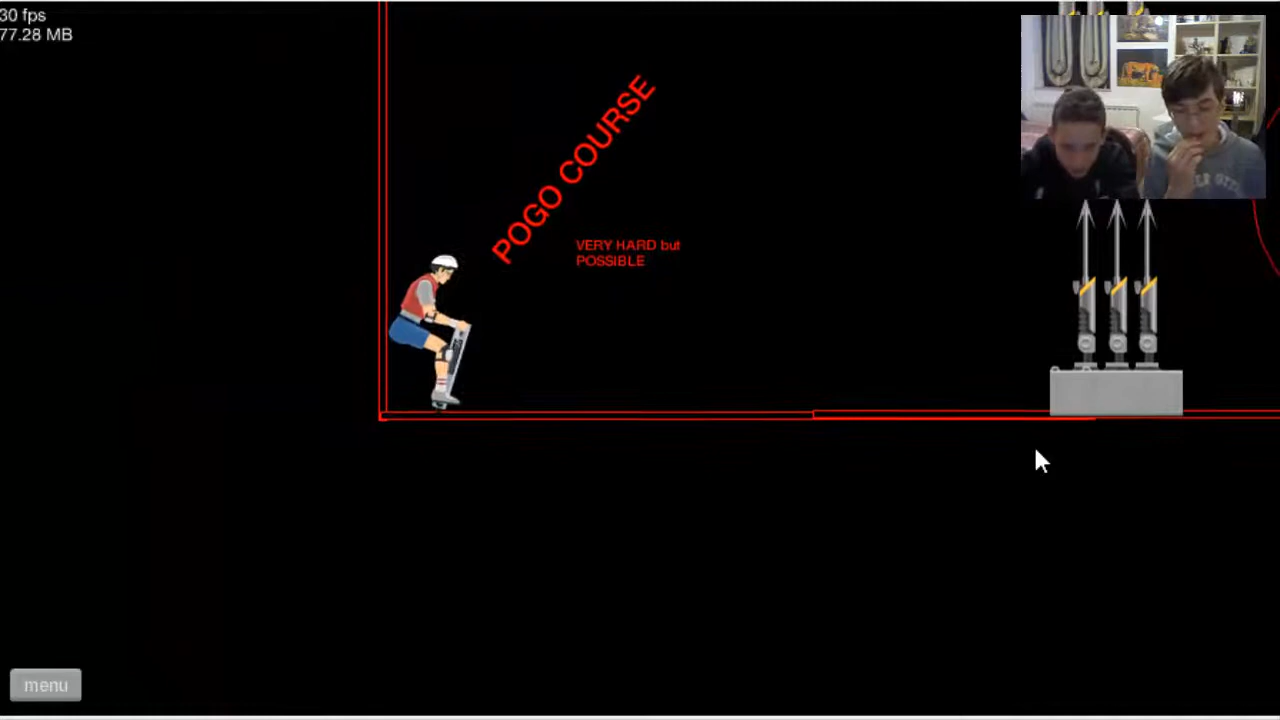 30 fps
77.28 MB
POGO COURSE
VERY HARD but
POSSIBLE
menu